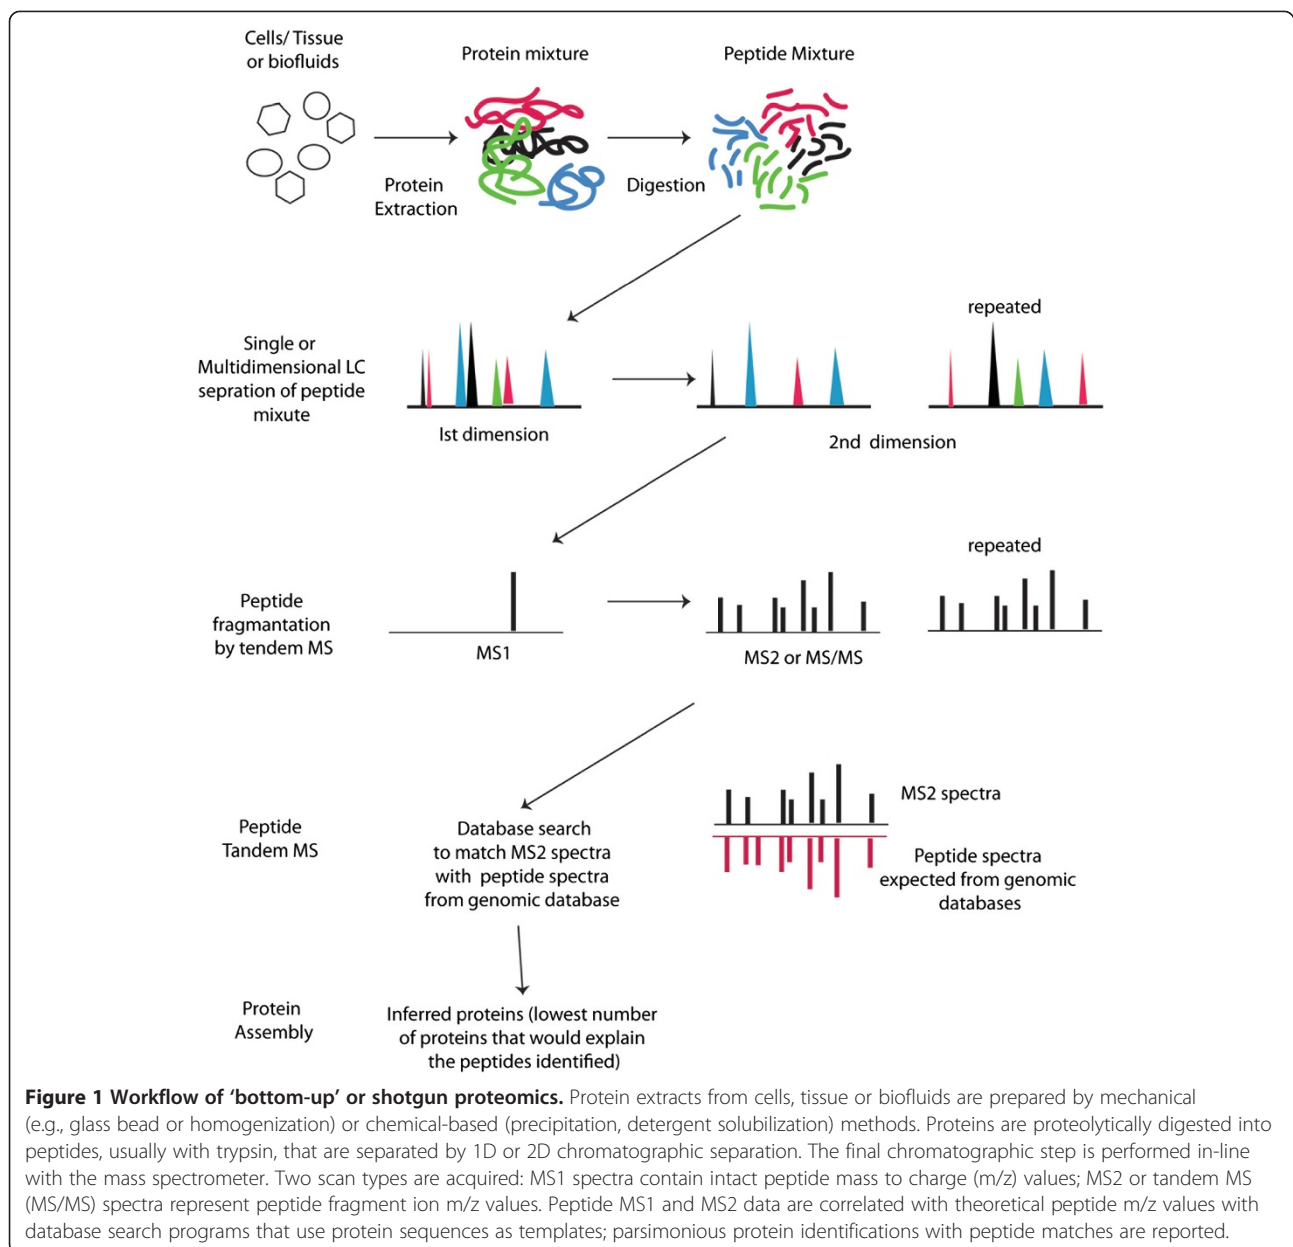 Cells/ Tissue
or biofluids
Protein mixture
Peptide Mixture
Protein
Extraction
Digestion
Single or
Multidimensional LC
sepration of peptide
mixute
Ist dimension
repeated
2nd dimension
Peptide
fragmantation
by tendem MS
MS1
MS2 or MS/MS
repeated
Peptide
Tandem MS
Database search
to match MS2 spectra
with peptide spectra
from genomic database
MS2 spectra
Peptide spectra
expected from genomic
databases
Protein
Assembly
Inferred proteins (lowest number
of proteins that would explain
the peptides identified)
Figure 1 Workflow of ‘bottom-up’ or shotgun proteomics. Protein extracts from cells, tissue or biofluids are prepared by mechanical
(e.g., glass bead or homogenization) or chemical-based (precipitation, detergent solubilization) methods. Proteins are proteolytically digested into
peptides, usually with trypsin, that are separated by 1D or 2D chromatographic separation. The final chromatographic step is performed in-line
with the mass spectrometer. Two scan types are acquired: MS1 spectra contain intact peptide mass to charge (m/z) values; MS2 or tandem MS
(MS/MS) spectra represent peptide fragment ion m/z values. Peptide MS1 and MS2 data are correlated with theoretical peptide m/z values with
database search programs that use protein sequences as templates; parsimonious protein identifications with peptide matches are reported.